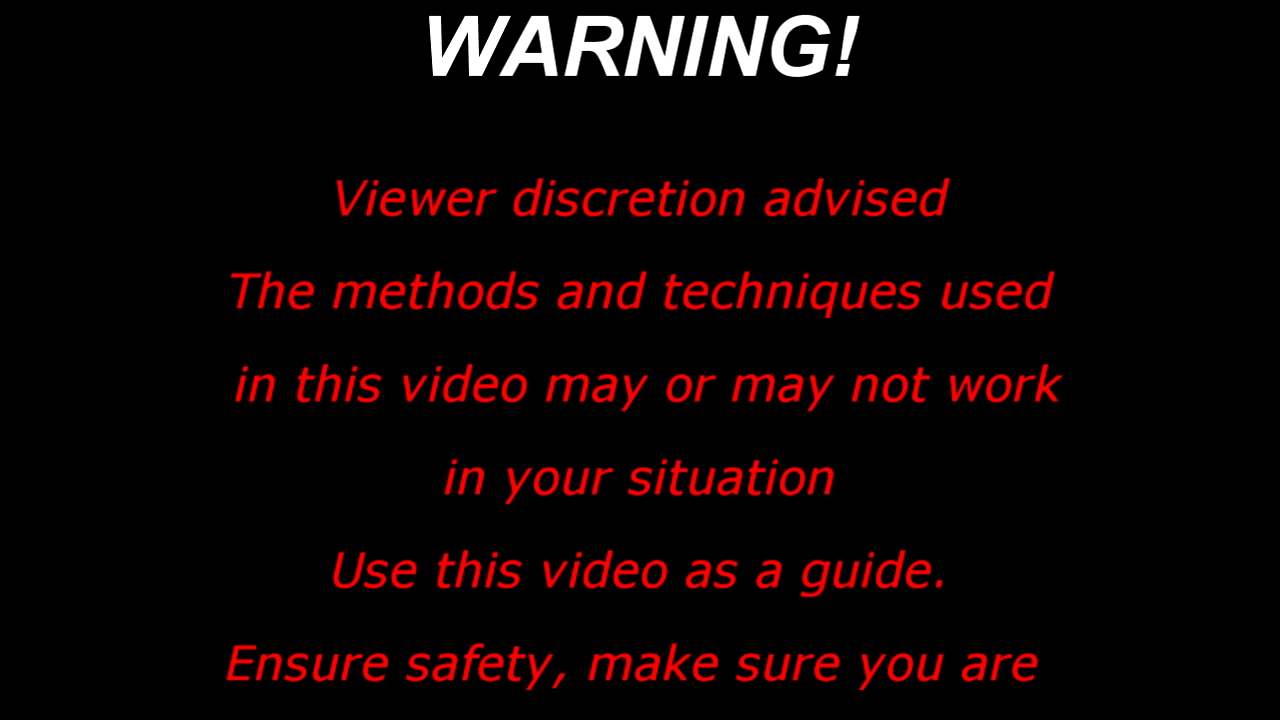 WARNING!
Viewer discretion advised
The methods and techniques used
in this video may or may not work
in your situation
Use this video as a guide.
Ensure safety, make sure you are